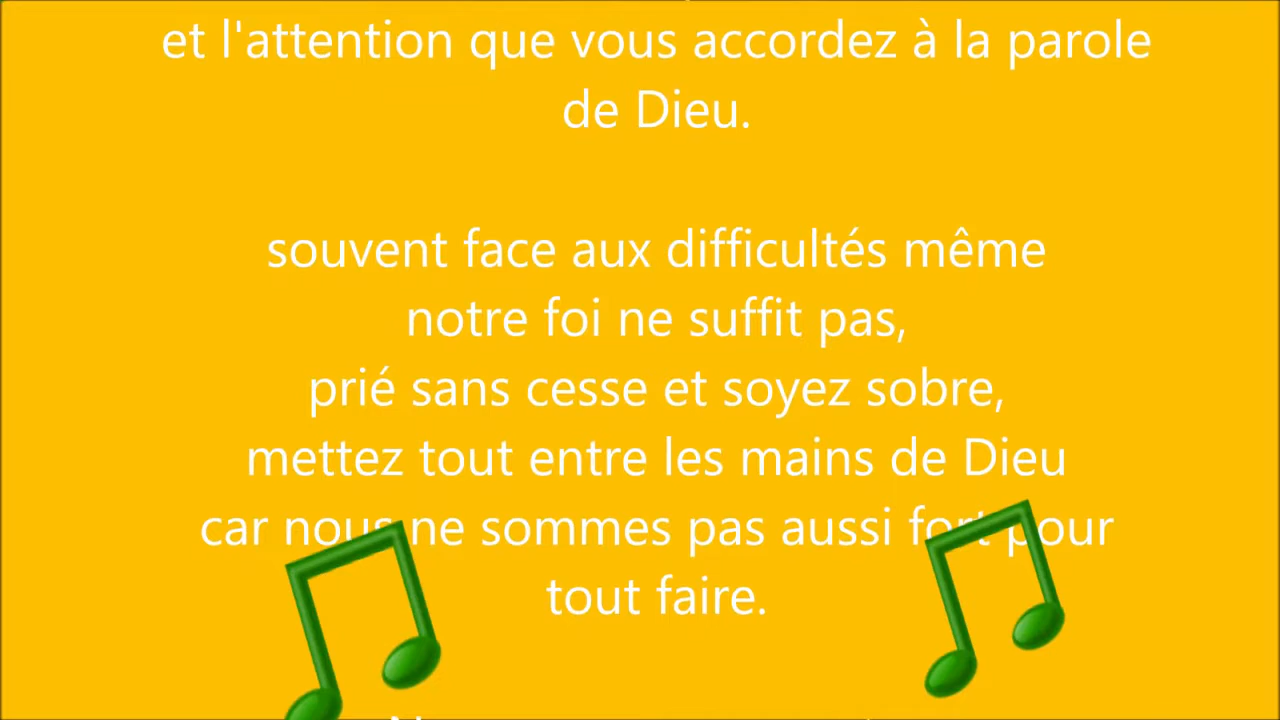 et l'attention que vous accordez à la parole
de Dieu.
souvent face aux difficultés même
notre foi ne suffit pas,
prié sans cesse et soyez sobre,
mettez tout entre les mains de Dieu
car nous ne sommes pas aussi fort pour
tout faire.